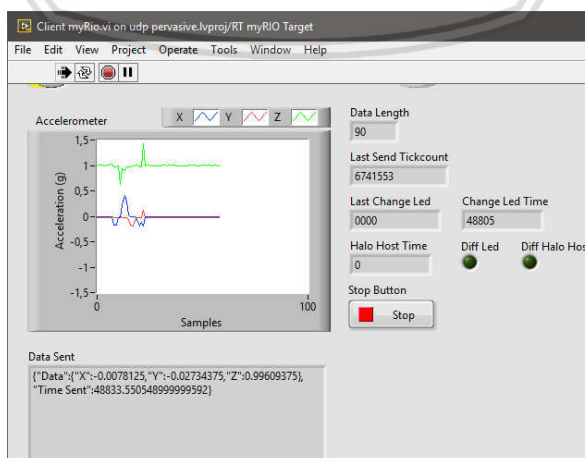 Client myRio.vi on udp pervasive.lvproj/RT myRIO Target
File Edit View Project Operate Tools Window Help
Accelerometer X Y Z
1,5-
1-
0,5-
0-
-0,5-
-1-
-1,5-
Acceleration (g)
0 100
Samples
Data Length
90
Last Send Tickcount
6741553
Last Change Led Change Led Time
0000 48805
Halo Host Time Diff Led Diff Halo Hos
0
Stop Button
Stop
Data Sent
{"Data":{"X":-0.0078125,"Y":-0.02734375,"Z":0.99609375},
"Time Sent":48833.550548999999592}